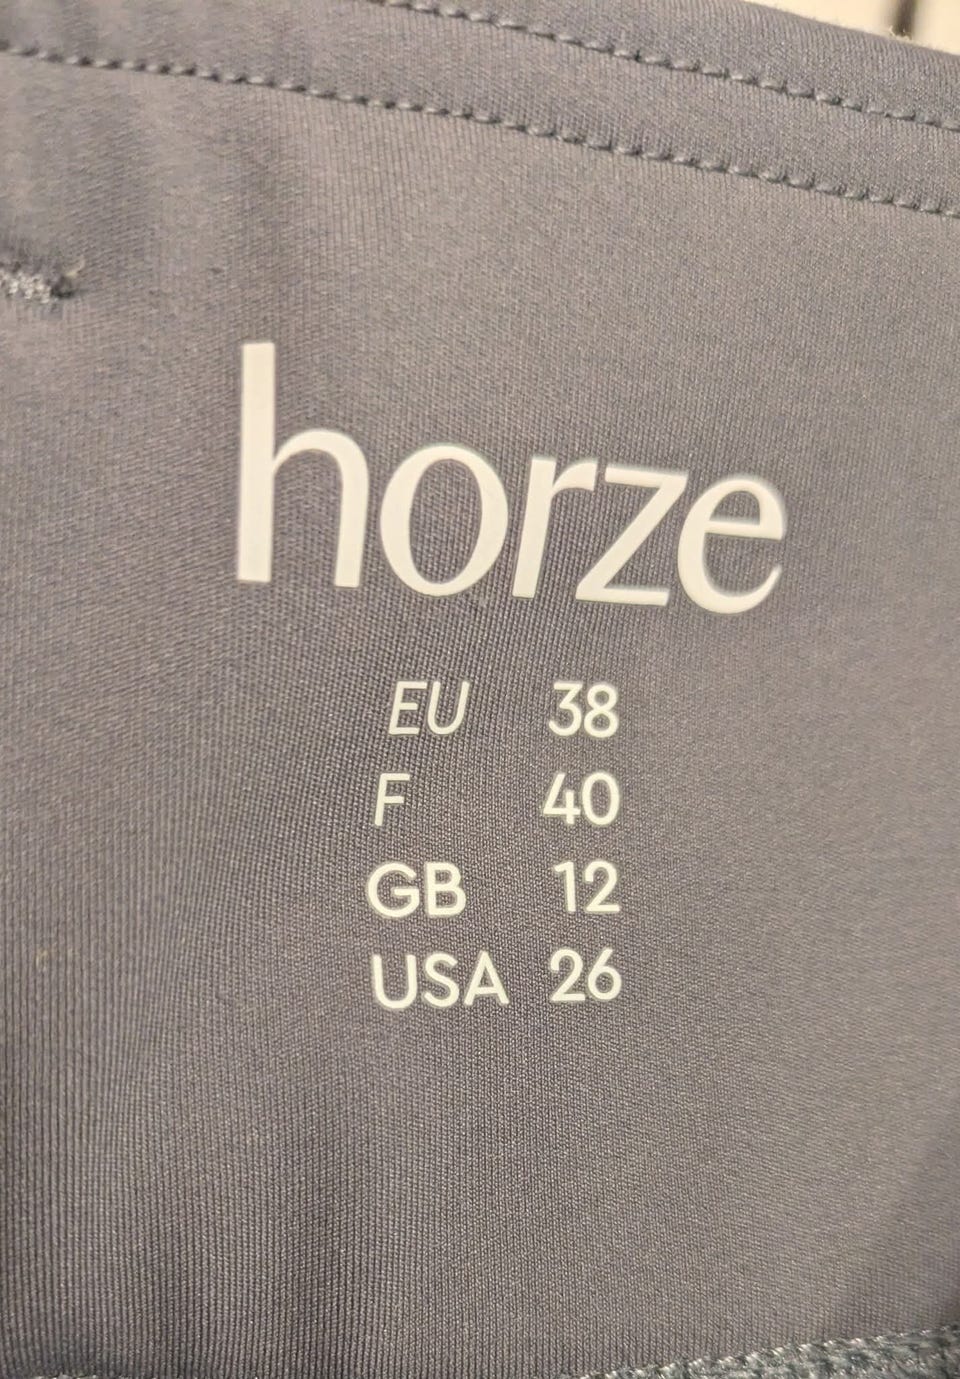 horze
EU 38
F 40
GB 12
USA 26